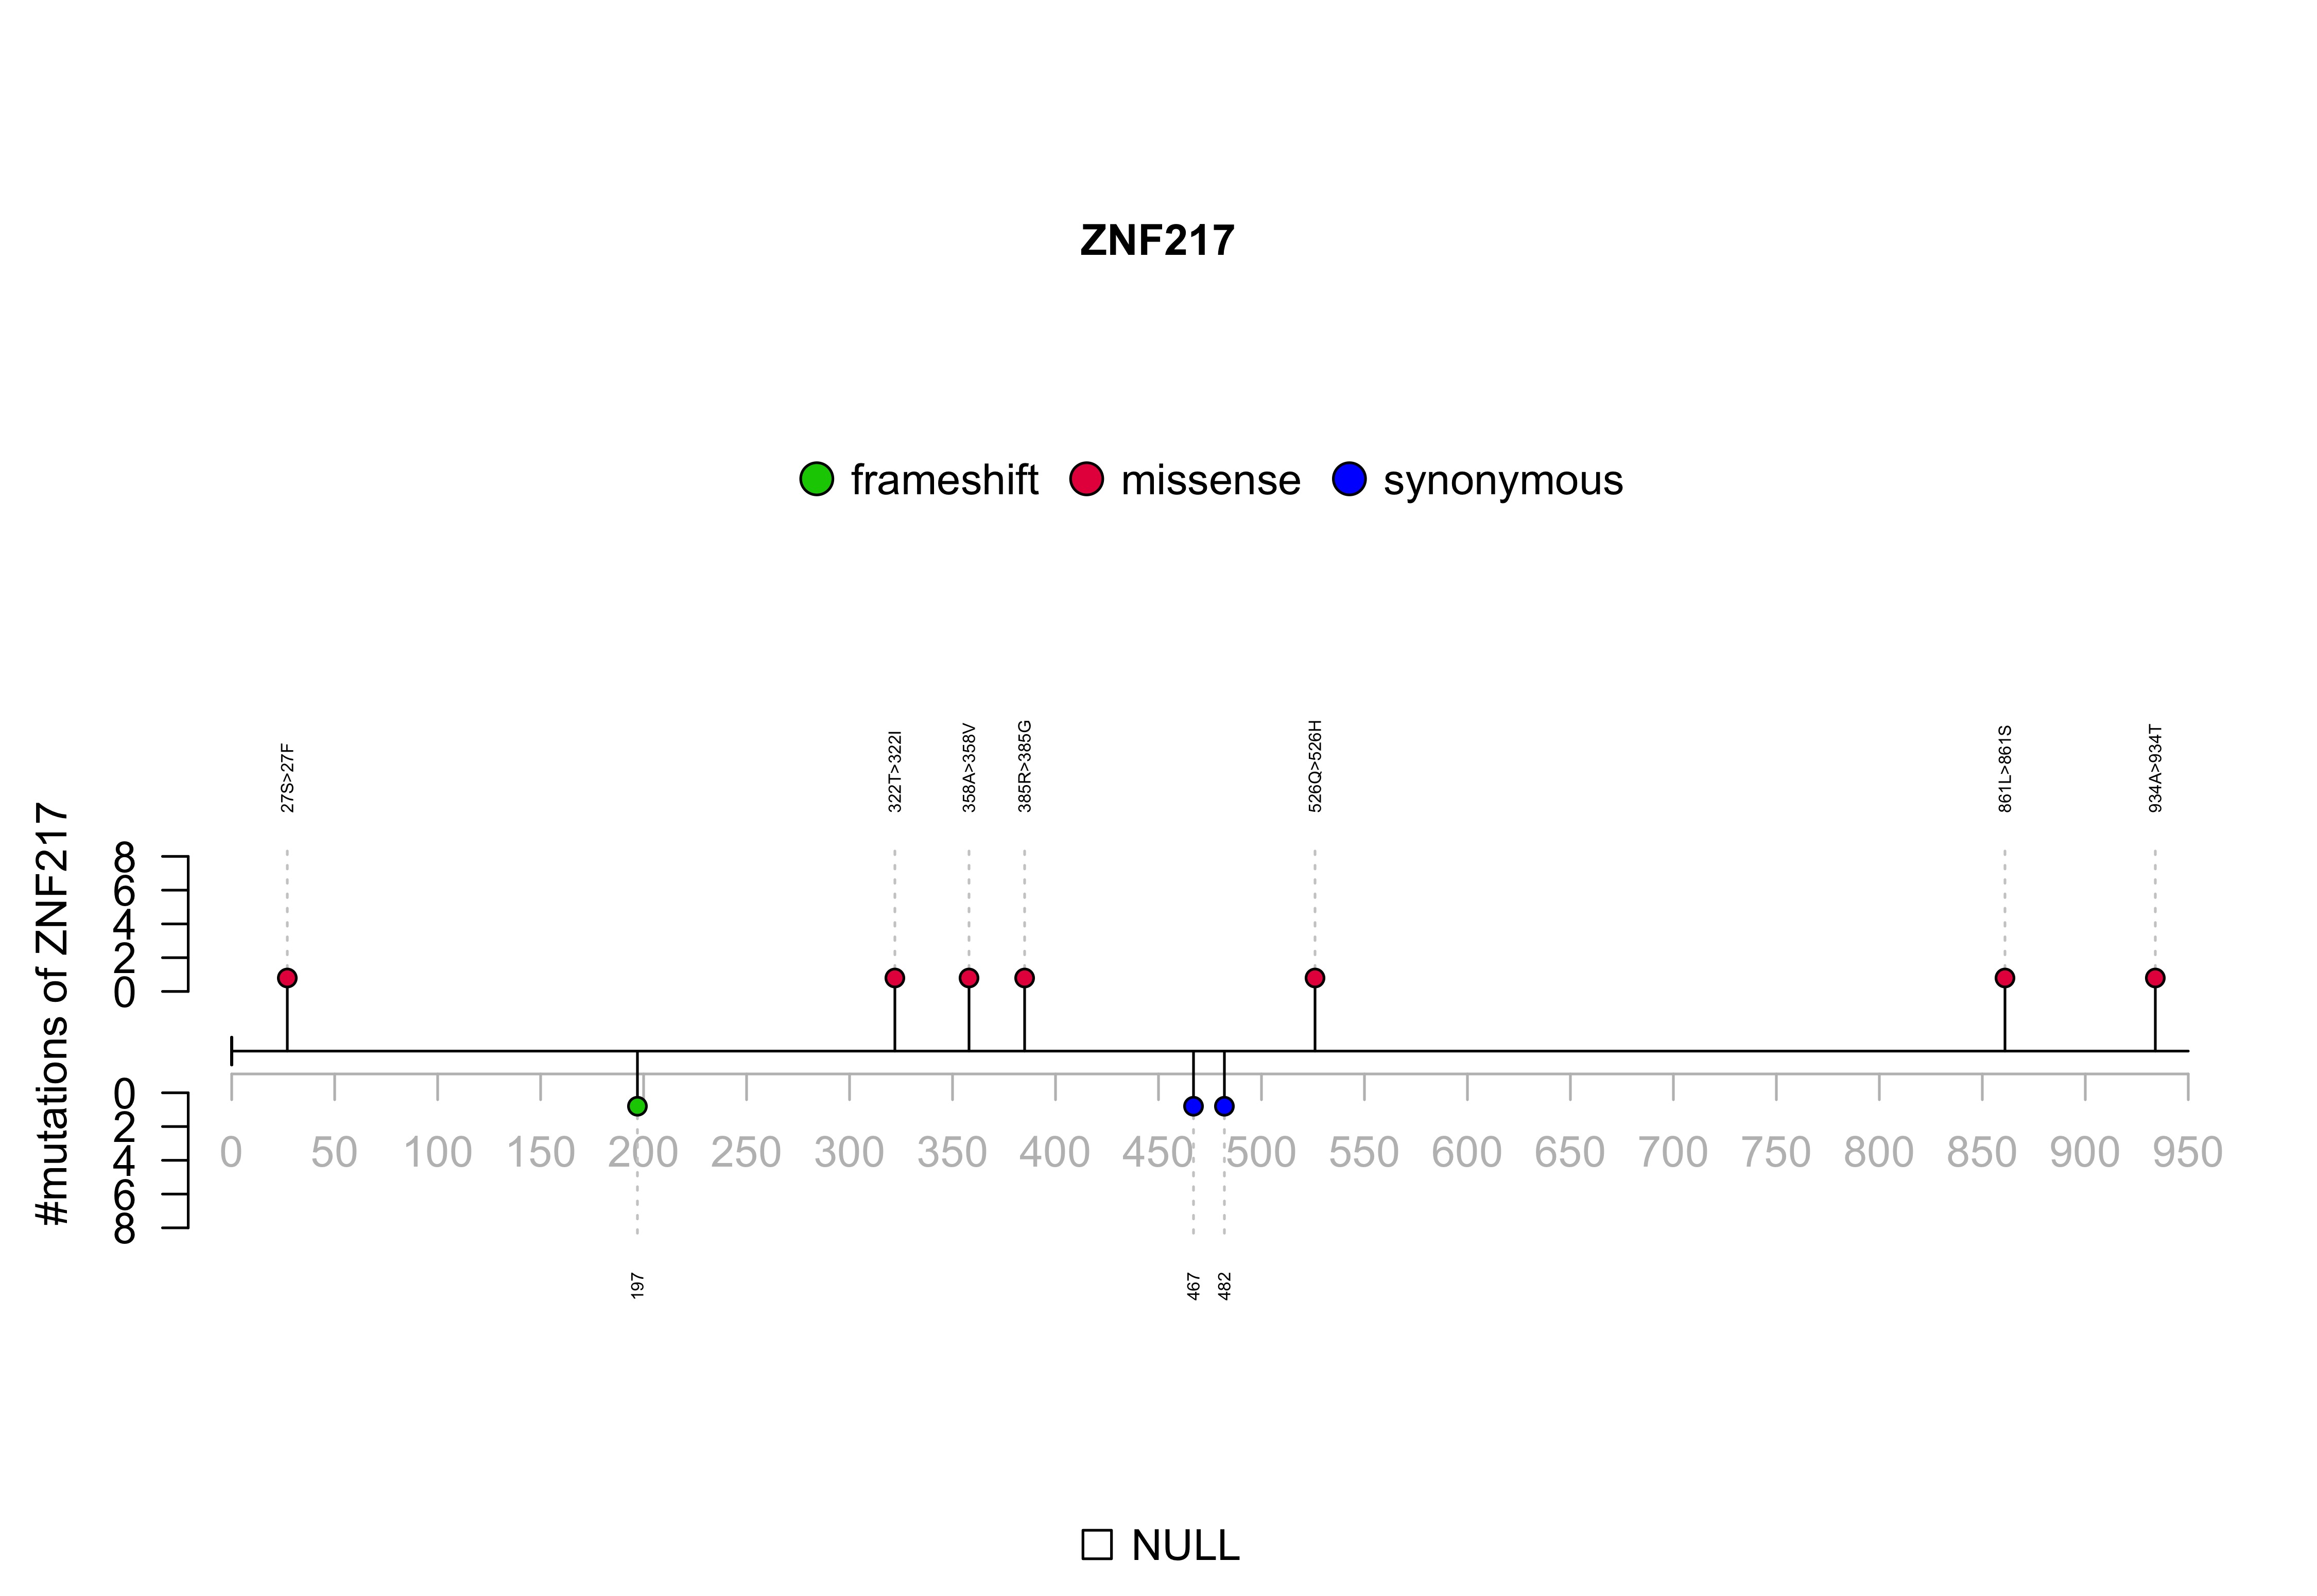 ZNF217
frameshift missense synonymous
27S>27F 322T>322I 358A>358V 385R>385G 526Q>526H 861L>861S 934A>934T
#mutations of ZNF217
8
6
4
2
0
0
2
4
6
8
0 50 100 150 200 250 300 350 400 450 500 550 600 650 700 750 800 850 900 950
197 467 482
NULL